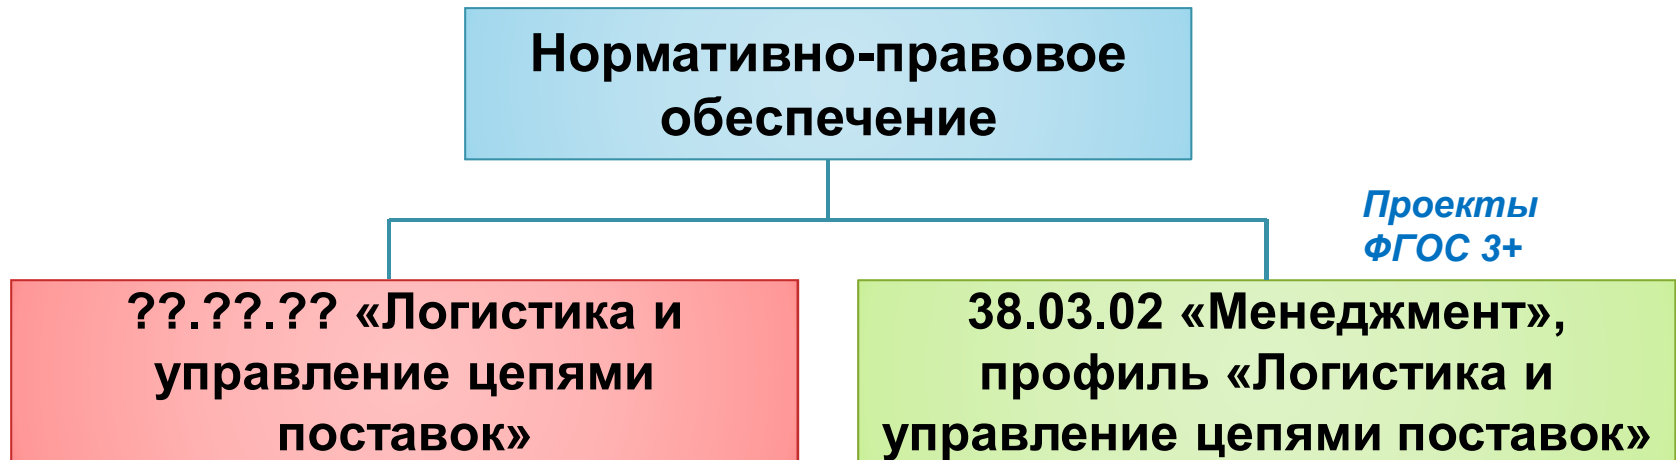 Нормативно-правовое
обеспечение
Проекты
ФГОС 3+
??.??.?? «Логистика и
управление цепями
поставок»
38.03.02 «Менеджмент»,
профиль «Логистика и
управление цепями поставок»